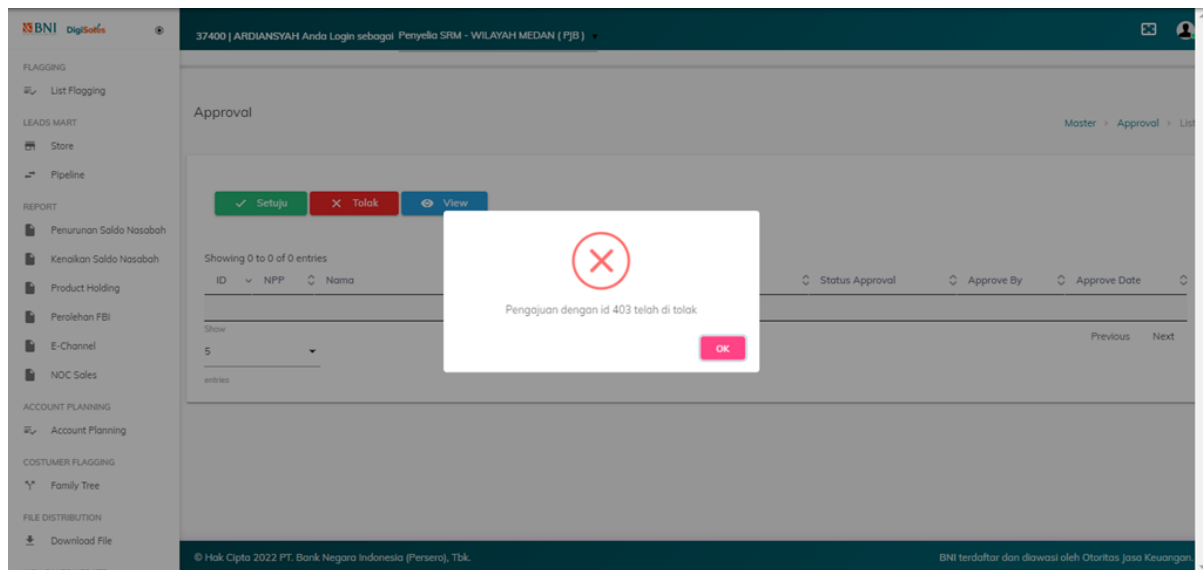 BNI DigiSales
37400 | ARDIANSYAH Anda Login sebagai Penyelia SRM - WILAYAH MEDAN ( PJB )
FLAGGING
List Flagging
LEADS MART
Store
Pipeline
REPORT
Penurunan Saldo Nasabah
Kenaikan Saldo Nasabah
Product Holding
Perolehan FBI
E-Channel
NOC Sales
ACCOUNT PLANNING
Account Planning
COSTUMER FLAGGING
Family Tree
FILE DISTRIBUTION
Download File
Approval
Master > Approval > List
Setuju Tolak View
Showing 0 to 0 of 0 entries
ID NPP Nama Status Approval Approve By Approve Date
Show
5
entries
Previous Next
Pengajuan dengan id 403 telah di tolak
OK
© Hak Cipta 2022 PT. Bank Negara Indonesia (Persero), Tbk.
BNI terdaftar dan diawasi oleh Otoritas Jasa Keuangan.